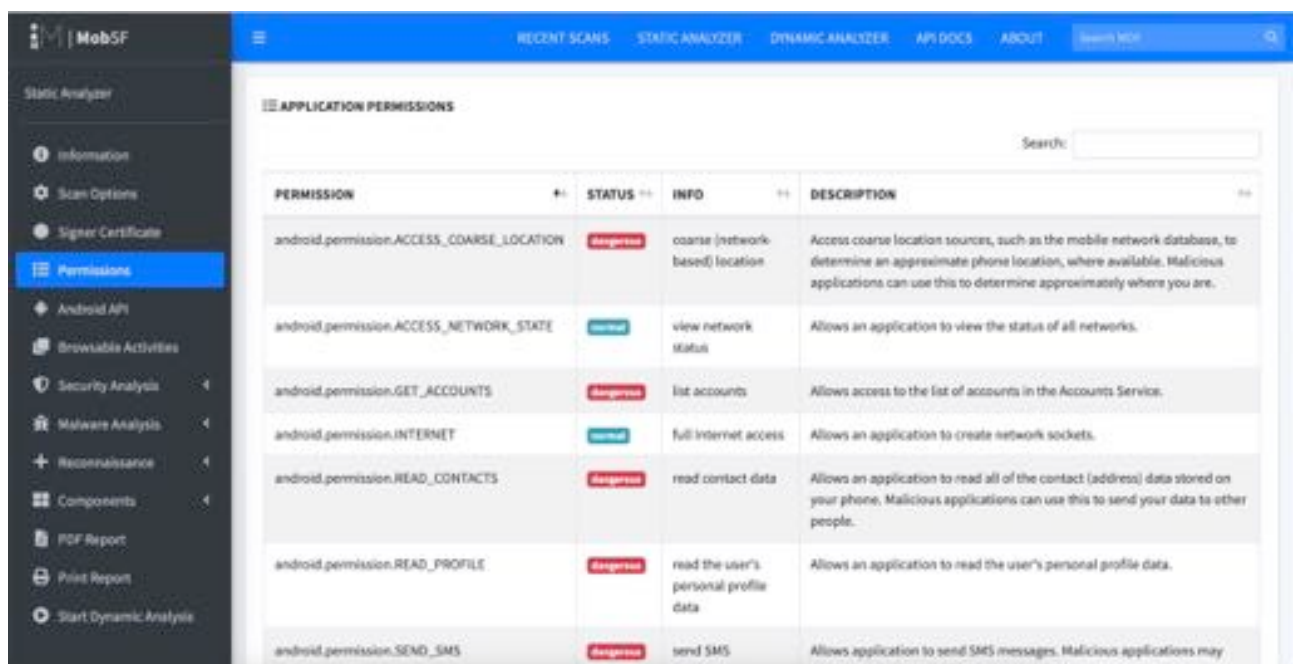 iM | MobSF
RECENT SCANS STATIC ANALYZER DYNAMIC ANALYZER API DOCS ABOUT Search MD5
Static Analyzer
Information
Scan Options
Signer Certificate
Permissions
Android API
Browsable Activities
Security Analysis
Malware Analysis
Reconnaissance
Components
PDF Report
Print Report
Start Dynamic Analysis
APPLICATION PERMISSIONS
Search:
PERMISSION STATUS INFO DESCRIPTION
android.permission.ACCESS_COARSE_LOCATION dangerous coarse (network- Access coarse location sources, such as the mobile network database, to
based) location determine an approximate phone location, where available. Malicious
applications can use this to determine approximately where you are.
android.permission.ACCESS_NETWORK_STATE normal view network Allows an application to view the status of all networks.
status
android.permission.GET_ACCOUNTS dangerous list accounts Allows access to the list of accounts in the Accounts Service.
android.permission.INTERNET normal full Internet access Allows an application to create network sockets.
android.permission.READ_CONTACTS dangerous read contact data Allows an application to read all of the contact (address) data stored on
your phone. Malicious applications can use this to send your data to other
people.
android.permission.READ_PROFILE dangerous read the user's Allows an application to read the user's personal profile data.
personal profile
data
android.permission.SEND_SMS dangerous send SMS Allows application to send SMS messages. Malicious applications may